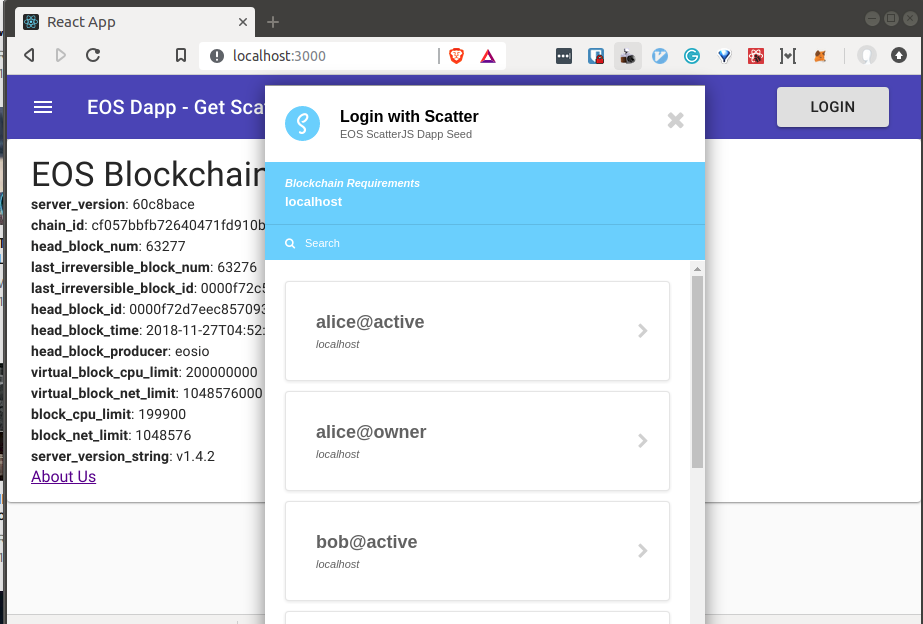 React App
localhost:3000
EOS Dapp - Get Sca
LOGIN
Login with Scatter
EOS ScatterJS Dapp Seed
Blockchain Requirements
localhost
Search
EOS Blockchain
server_version: 60c8bace
chain_id: cf057bbfb72640471fd910b
head_block_num: 63277
last_irreversible_block_num: 63276
last_irreversible_block_id: 0000f72c5
head_block_id: 0000f72d7eec857093
head_block_time: 2018-11-27T04:52:
head_block_producer: eosio
virtual_block_cpu_limit: 200000000
virtual_block_net_limit: 1048576000
block_cpu_limit: 199900
block_net_limit: 1048576
server_version_string: v1.4.2
About Us
alice@active
localhost
alice@owner
localhost
bob@active
localhost